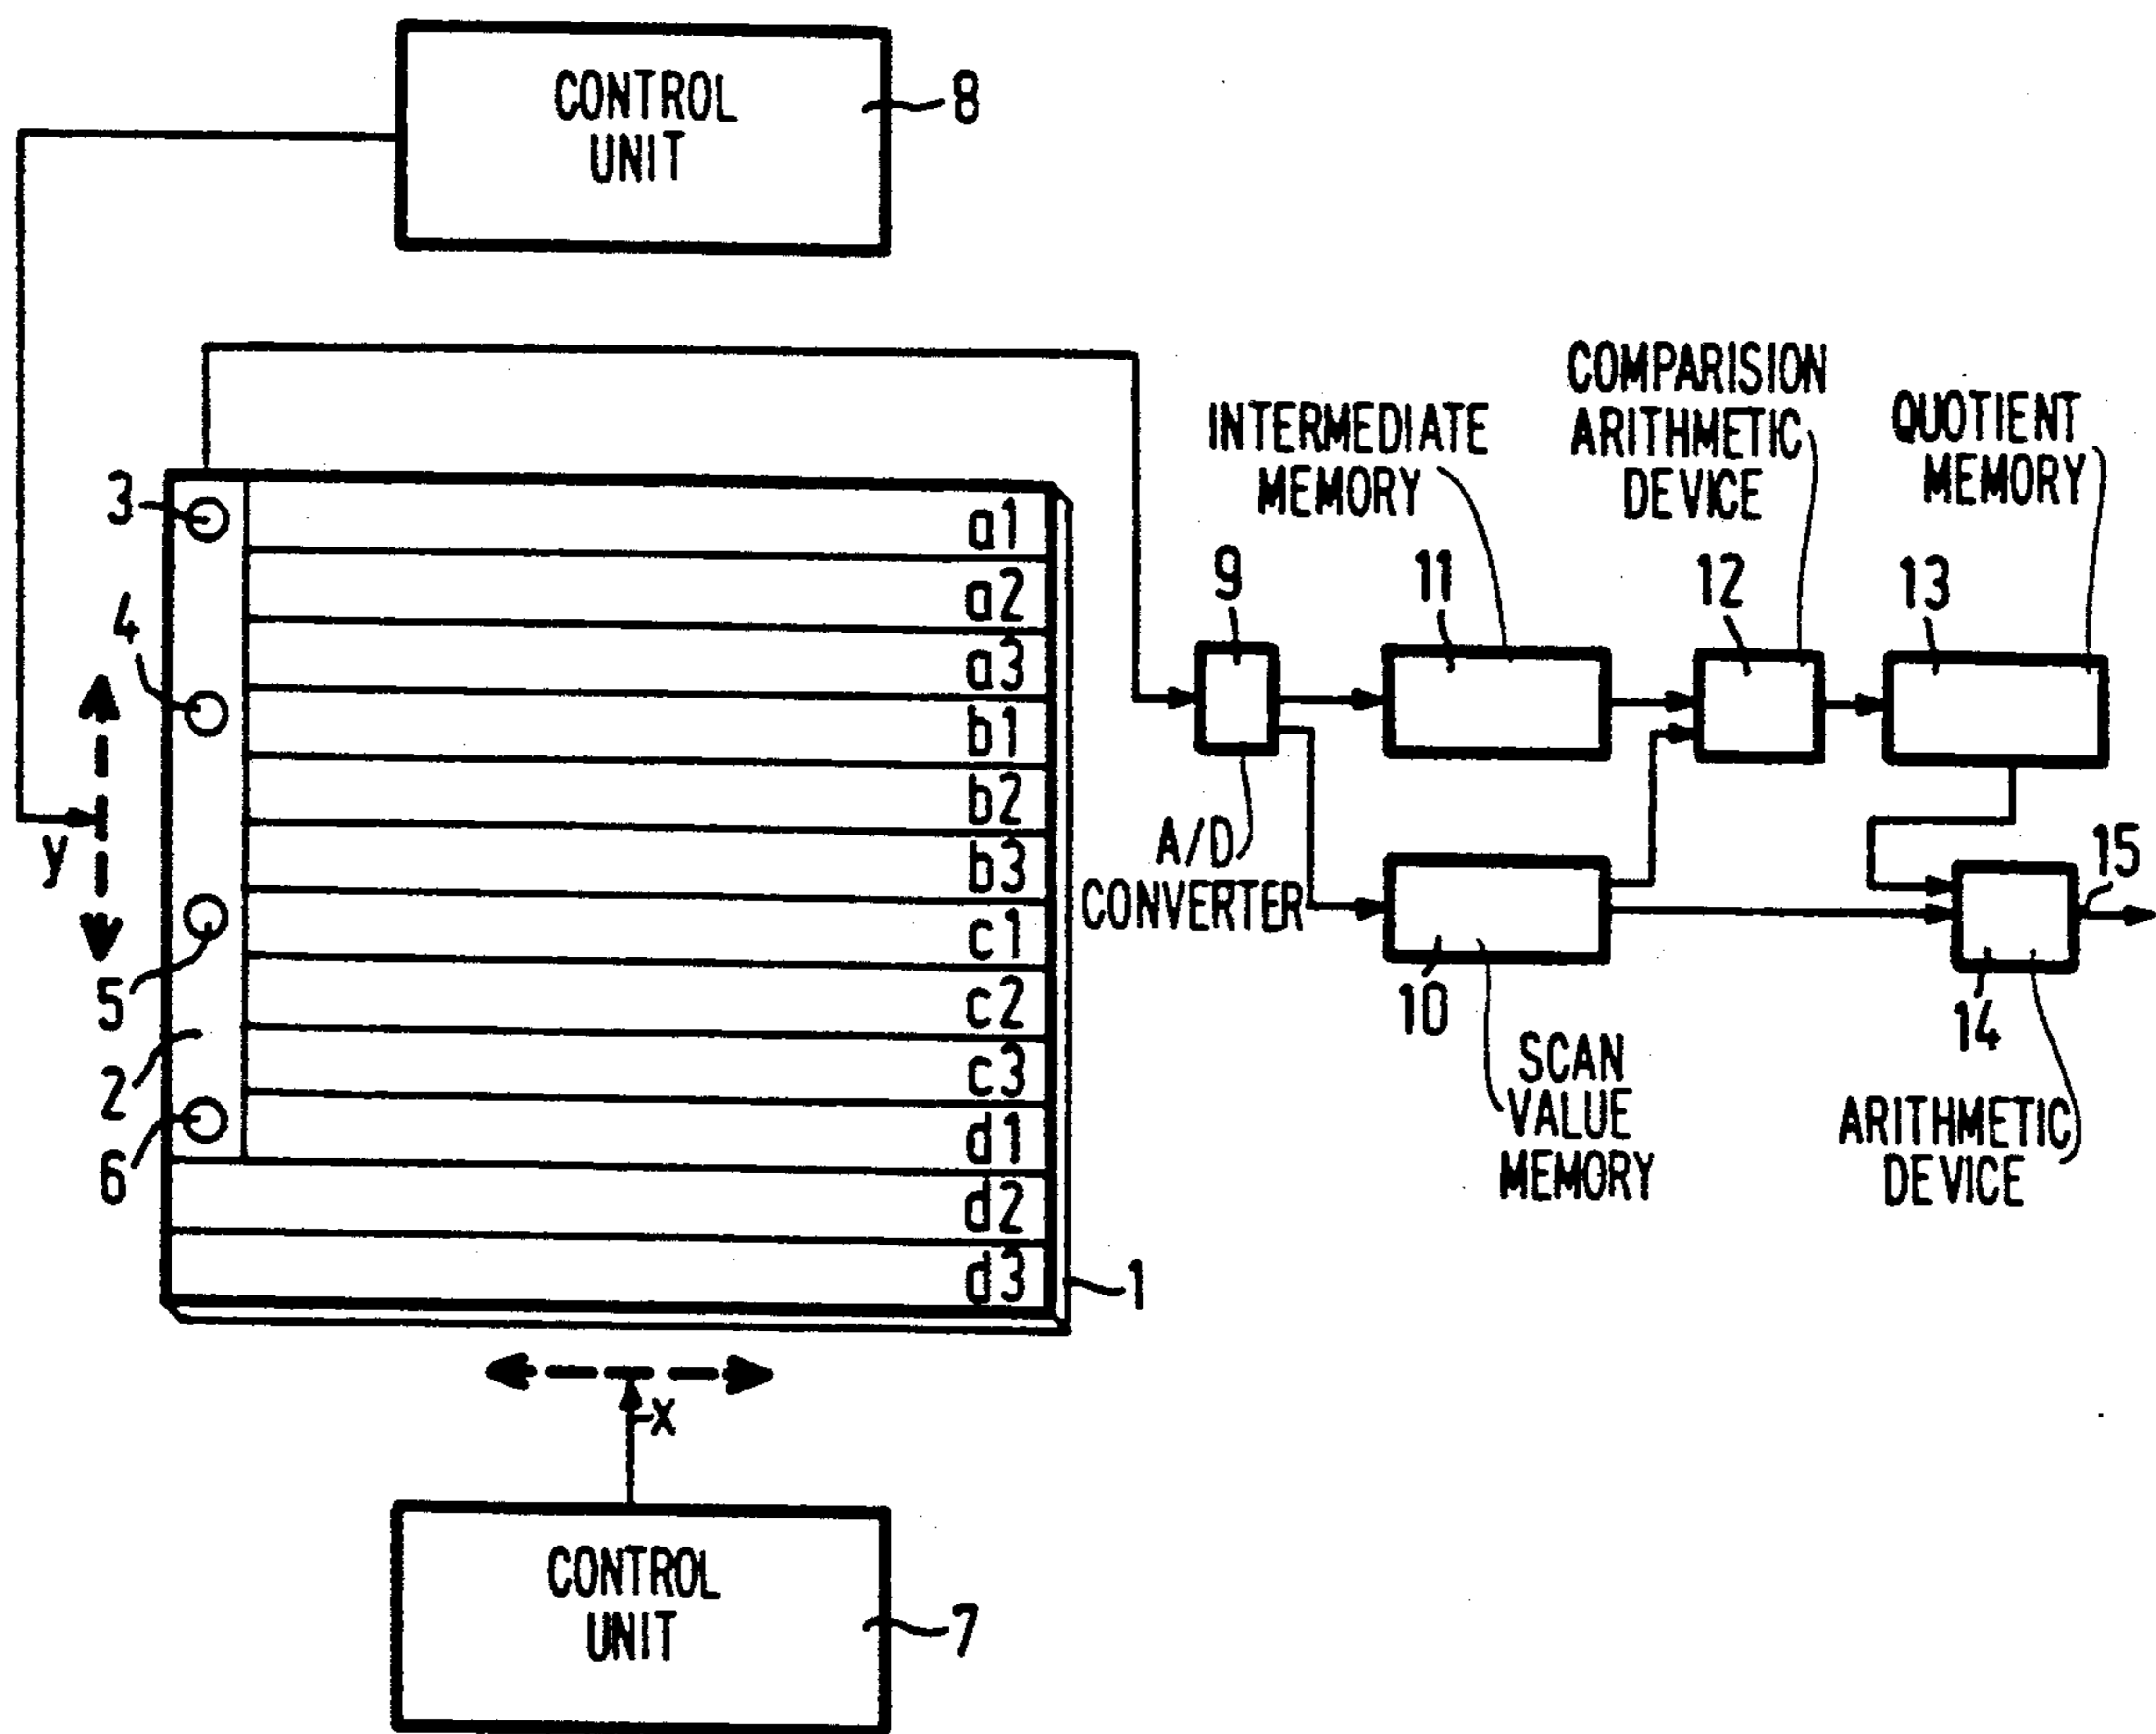 CONTROL
UNIT
8
COMPARISION
ARITHMETIC
DEVICE
INTERMEDIATE
MEMORY
QUOTIENT
MEMORY
3
4
y
5
2
6
a1
a2
a3
b1
b2
b3
c1
c2
c3
d1
d2
d3
1
9
11
12
13
A/D
CONVERTER
10
SCAN
VALUE
MEMORY
15
14
ARITHMETIC
DEVICE
x
CONTROL
UNIT
7